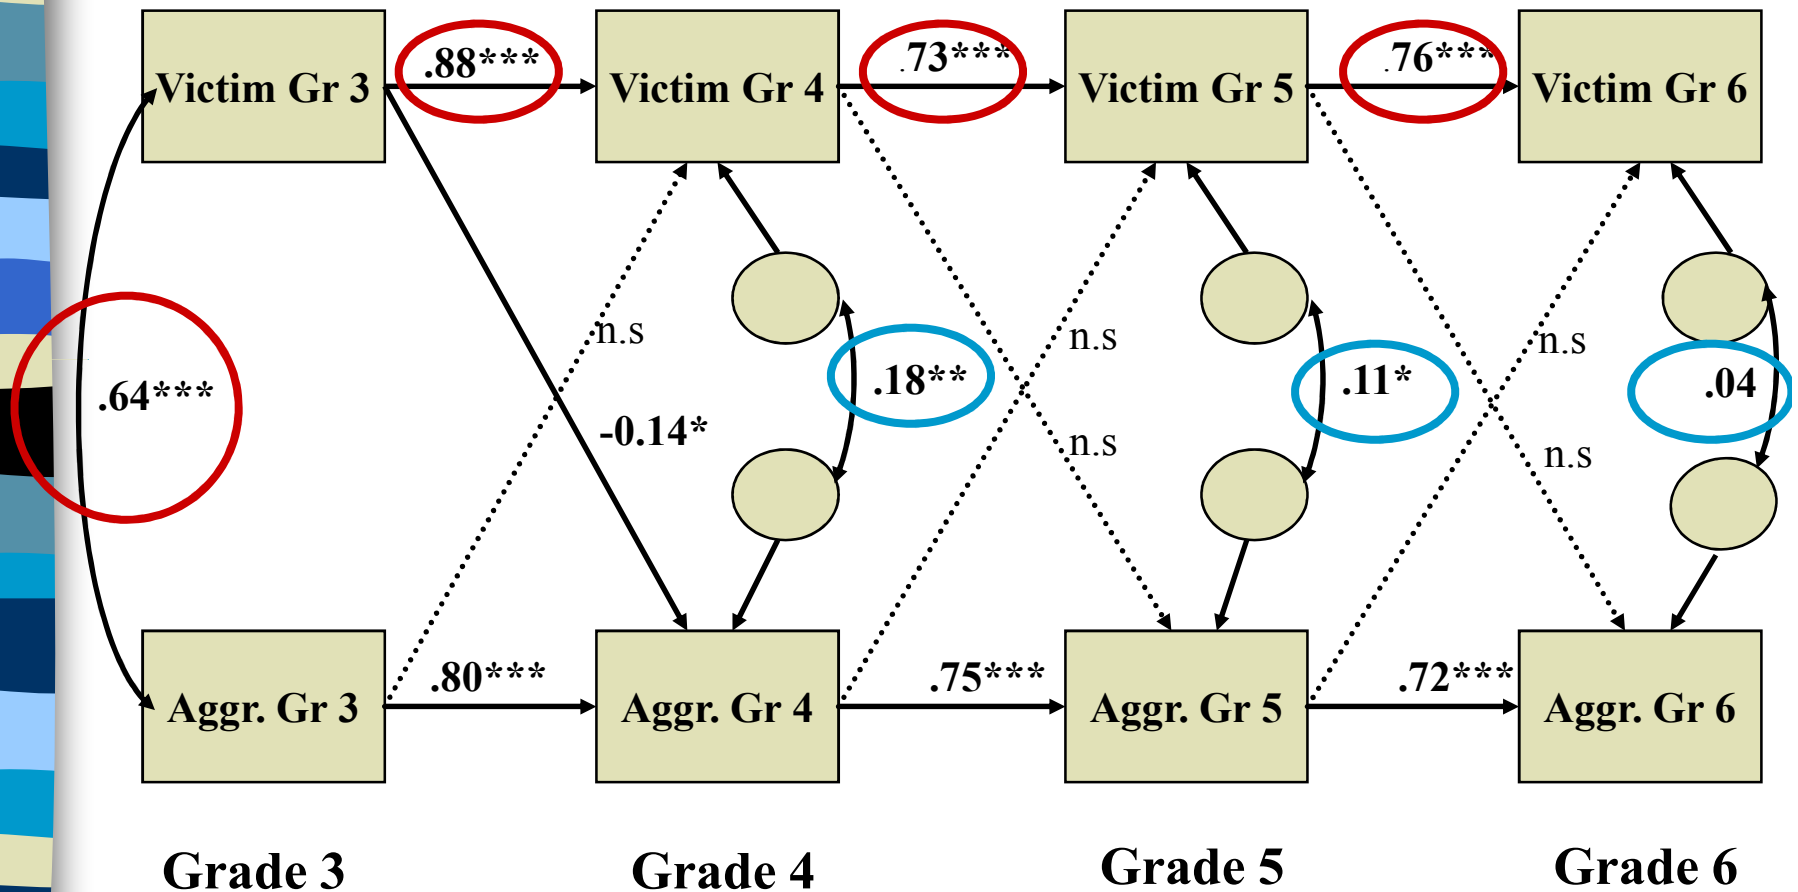 Victim Gr 3
.88***
Victim Gr 4
.73***
Victim Gr 5
.76***
Victim Gr 6
.64***
n.s
-0.14*
.18**
n.s
n.s
.11*
n.s
n.s
.04
Aggr. Gr 3
.80***
Aggr. Gr 4
.75***
Aggr. Gr 5
.72***
Aggr. Gr 6
Grade 3
Grade 4
Grade 5
Grade 6